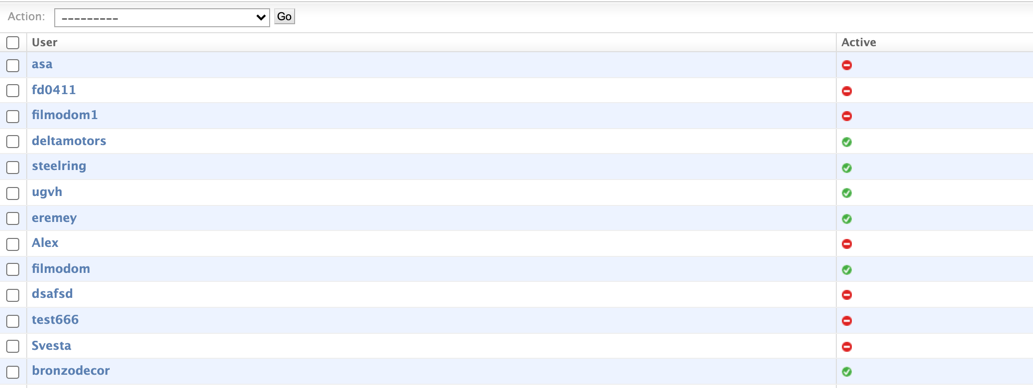 Action: --------- Go
User Active
asa
fd0411
filmodom1
deltamotors
steelring
ugvh
eremey
Alex
filmodom
dsafsd
test666
Svesta
bronzodecor